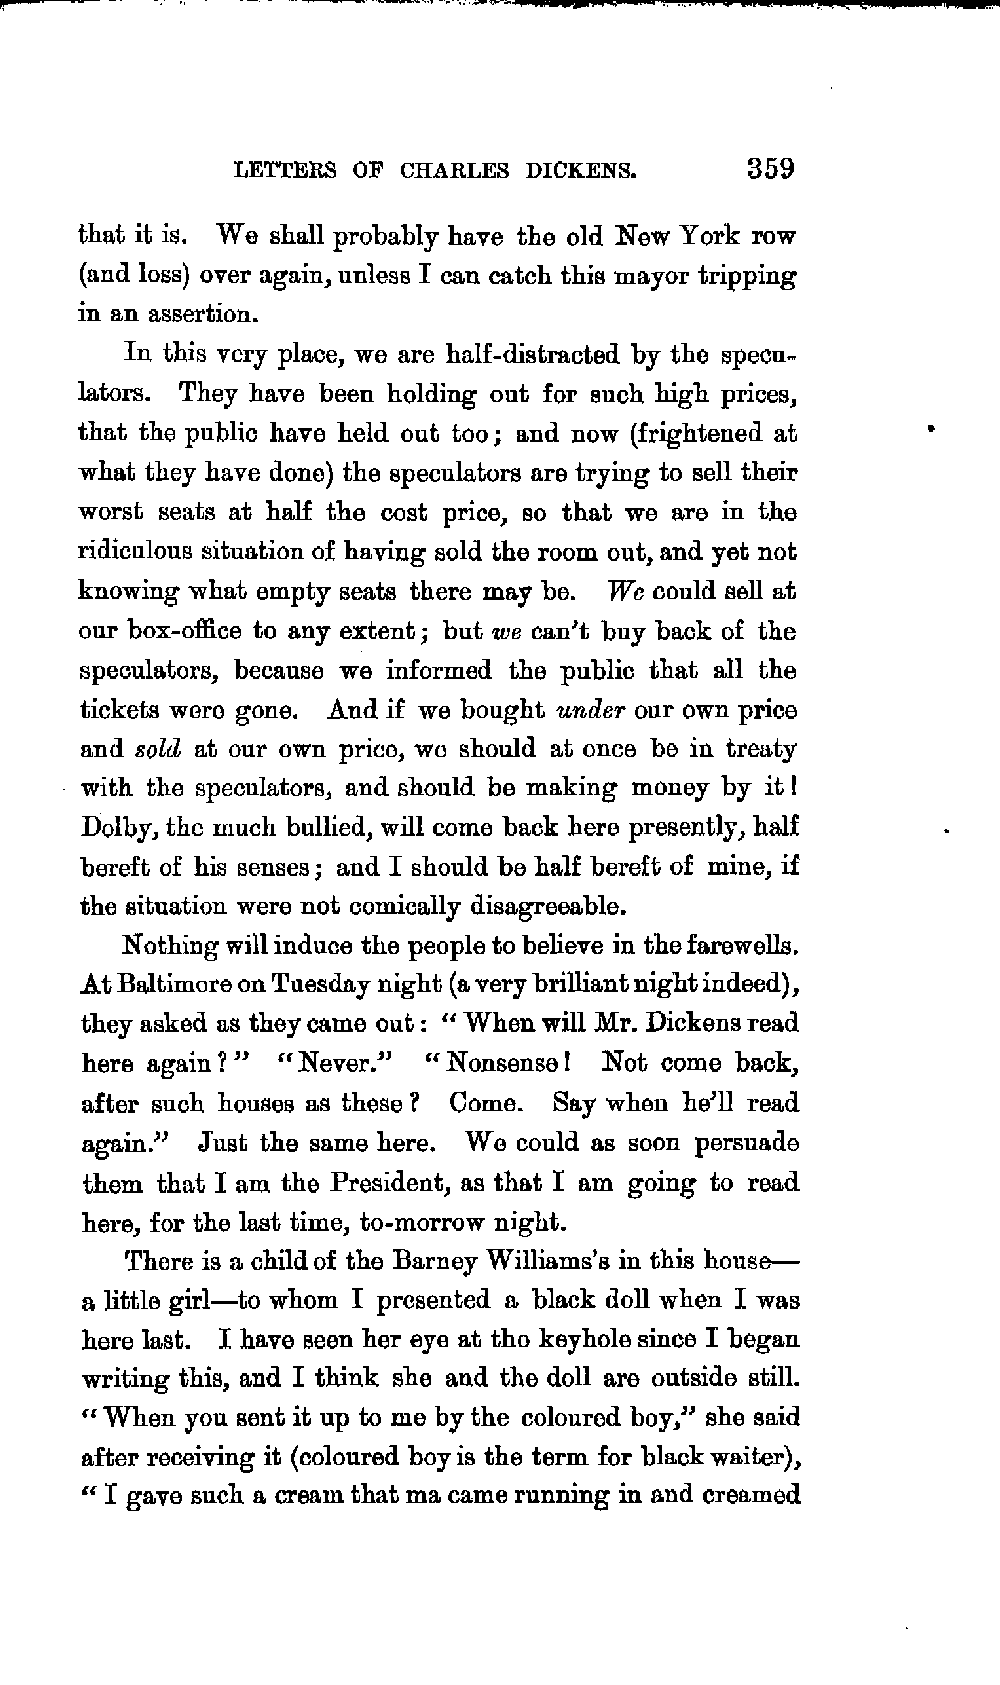 LETTERS OF CHARLES DICKENS. 359
that it is. We shall probably have the old New York row
(and loss) over again, unless I can catch this mayor tripping
in an assertion.
In this very place, we are half-distracted by the specu-
lators. They have been holding out for such high prices,
that the public have held out too; and now (frightened at
what they have done) the speculators are trying to sell their
worst seats at half the cost price, so that we are in the
ridiculous situation of having sold the room out, and yet not
knowing what empty seats there may be. We could sell at
our box-office to any extent; but we can't buy back of the
speculators, because we informed the public that all the
tickets were gone. And if we bought under our own price
and sold at our own price, we should at once be in treaty
with the speculators, and should be making money by it!
Dolby, the much bullied, will come back here presently, half
bereft of his senses; and I should be half bereft of mine, if
the situation were not comically disagreeable.
Nothing will induce the people to believe in the farewells.
At Baltimore on Tuesday night (a very brilliant night indeed),
they asked as they came out: "When will Mr. Dickens read
here again?" "Never." "Nonsense! Not come back,
after such houses as these? Come. Say when he'll read
again." Just the same here. We could as soon persuade
them that I am the President, as that I am going to read
here, for the last time, to-morrow night.
There is a child of the Barney Williams's in this house—
a little girl—to whom I presented a black doll when I was
here last. I have seen her eye at the keyhole since I began
writing this, and I think she and the doll are outside still.
"When you sent it up to me by the coloured boy," she said
after receiving it (coloured boy is the term for black waiter),
"I gave such a cream that ma came running in and creamed